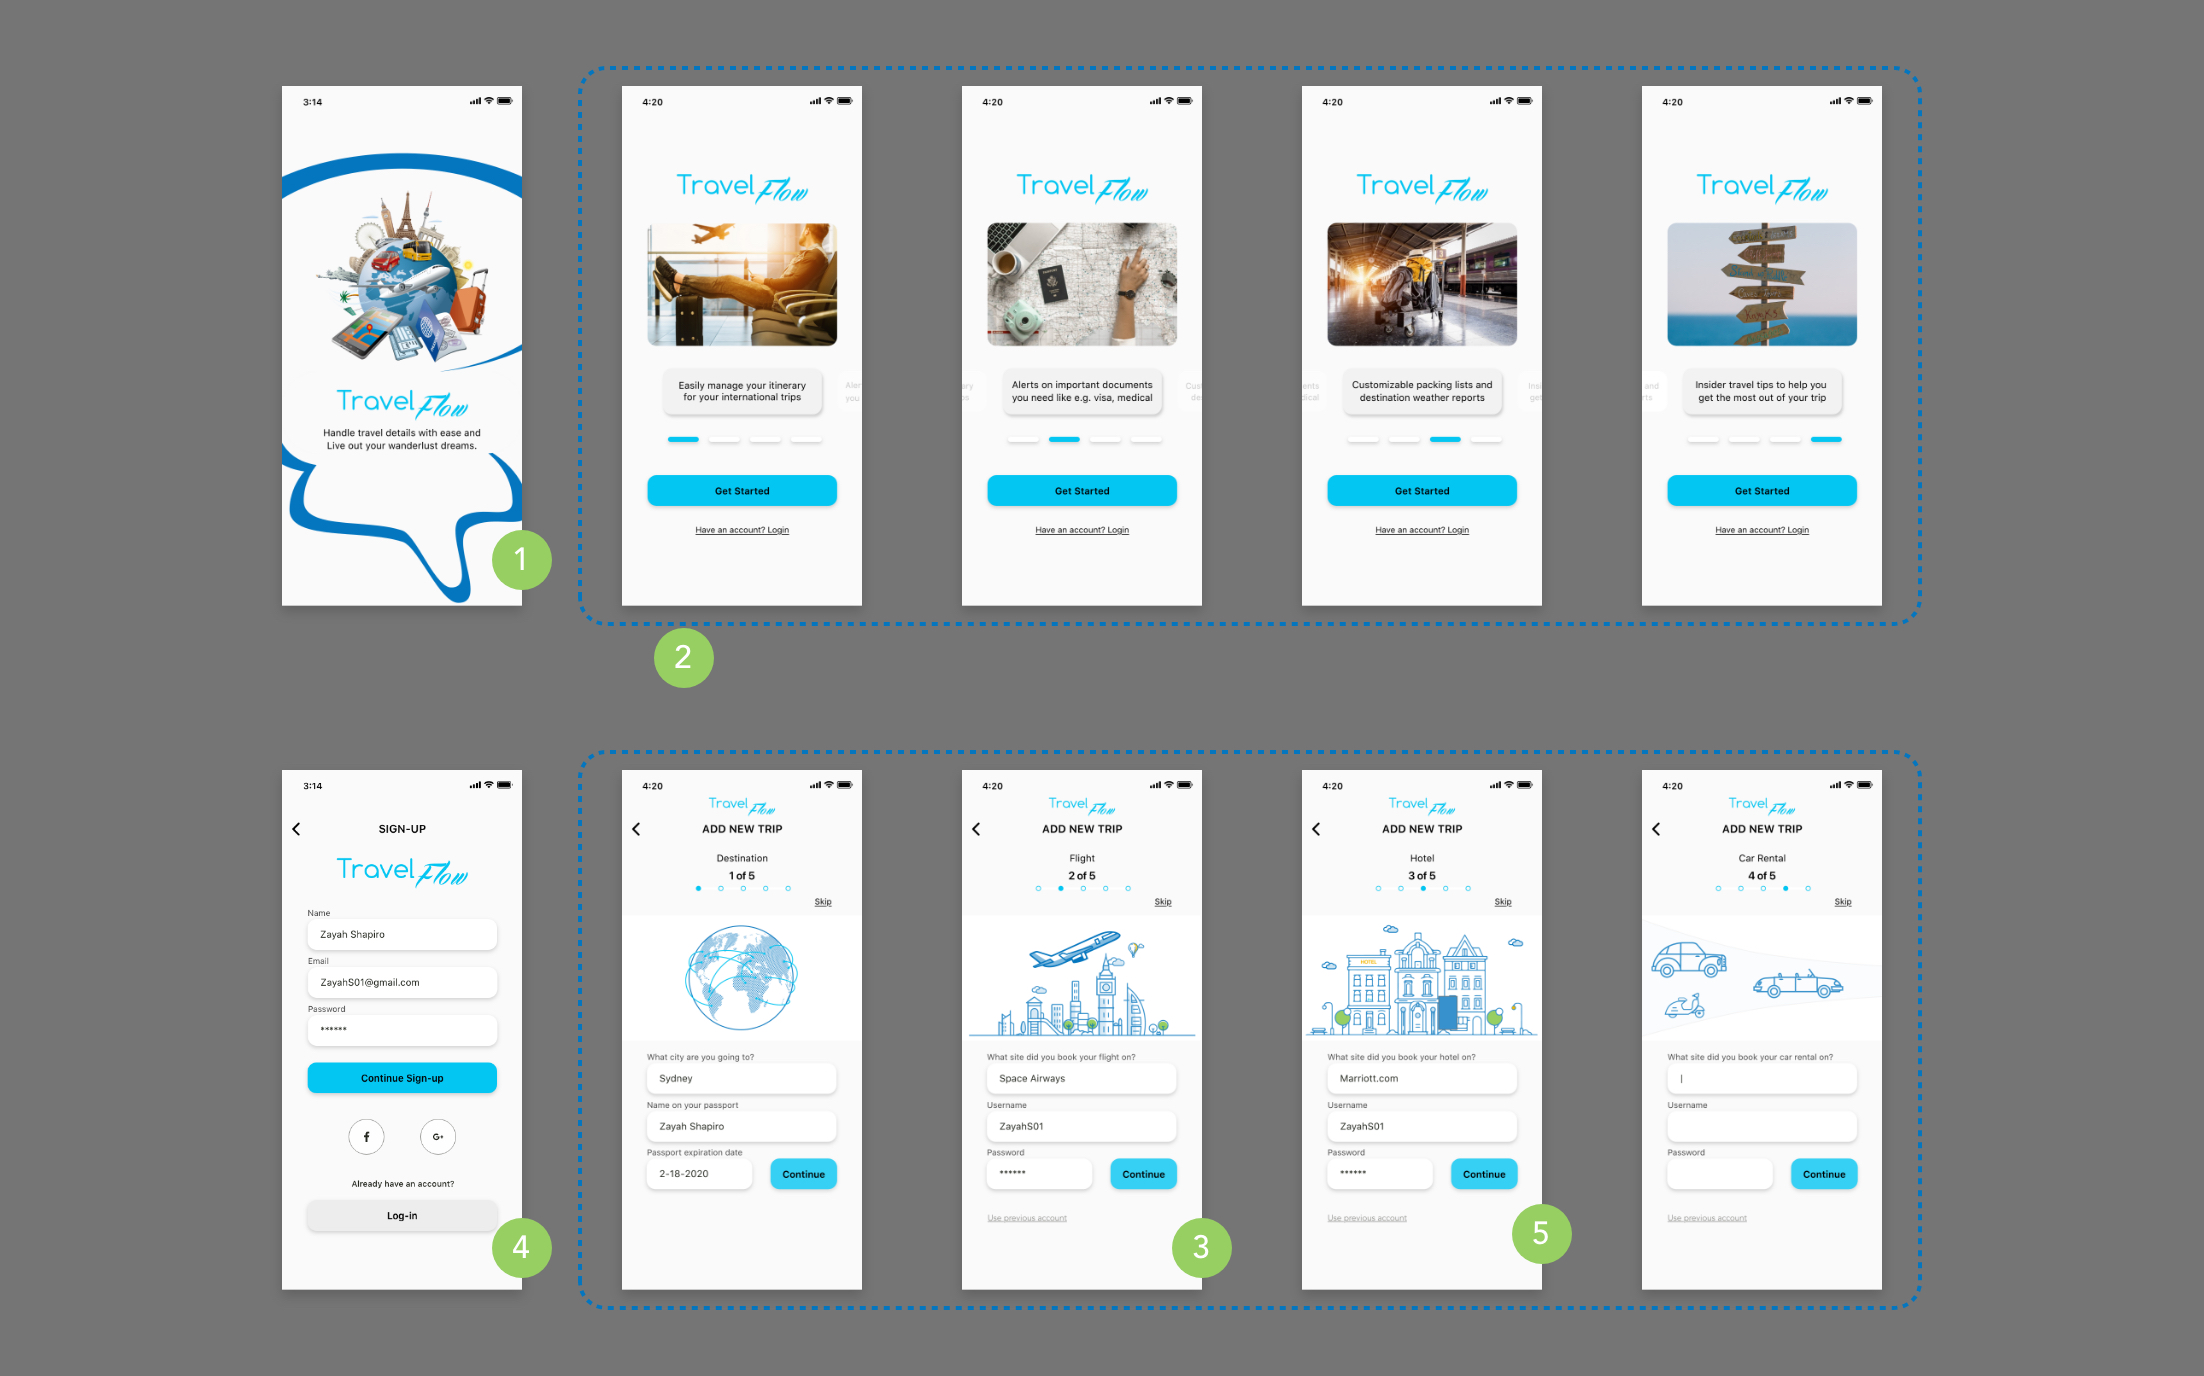 3:14
Travel Flow
Handle travel details with ease and
Live out your wanderlust dreams.
1
4:20
Travel Flow
Easily manage your itinerary
for your international trips
Aler
you
Get Started
Have an account? Login
4:20
Travel Flow
ary
ps
Alerts on important documents
you need like e.g. visa, medical
Cust
de
Get Started
Have an account? Login
4:20
Travel Flow
ents
dical
Customizable packing lists and
destination weather reports
Insi
get
Get Started
Have an account? Login
4:20
Travel Flow
and
rts
Insider travel tips to help you
get the most out of your trip
Get Started
Have an account? Login
2
3:14
SIGN-UP
Travel Flow
Name
Zayah Shapiro
Email
ZayahS01@gmail.com
Password
******
Continue Sign-up
f
G+
Already have an account?
Log-in
4
4:20
Travel Flow
ADD NEW TRIP
Destination
1 of 5
Skip
What city are you going to?
Sydney
Name on your passport
Zayah Shapiro
Passport expiration date
2-18-2020
Continue
4:20
Travel Flow
ADD NEW TRIP
Flight
2 of 5
Skip
What site did you book your flight on?
Space Airways
Username
ZayahS01
Password
******
Continue
Use previous account
3
4:20
Travel Flow
ADD NEW TRIP
Hotel
3 of 5
Skip
HOTEL
What site did you book your hotel on?
Marriott.com
Username
ZayahS01
Password
******
Continue
Use previous account
5
4:20
Travel Flow
ADD NEW TRIP
Car Rental
4 of 5
Skip
What site did you book your car rental on?
Username
Password
Continue
Use previous account